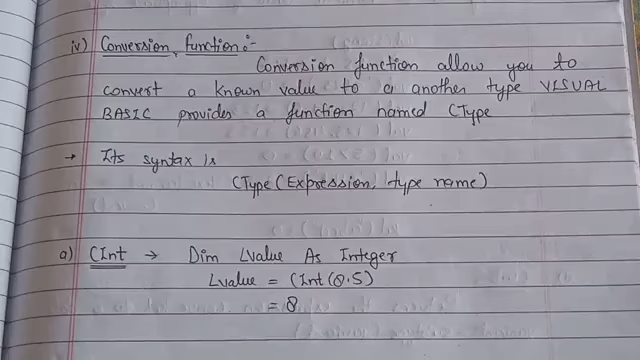 iv) Conversion function:-
Conversion function allow you to
convert a known value to a another type VISUAL
BASIC provides a function named CType
→ Its syntax is
CType (Expression, type name)
a) CInt → Dim Lvalue As Integer
Lvalue = CInt (8.5)
= 8